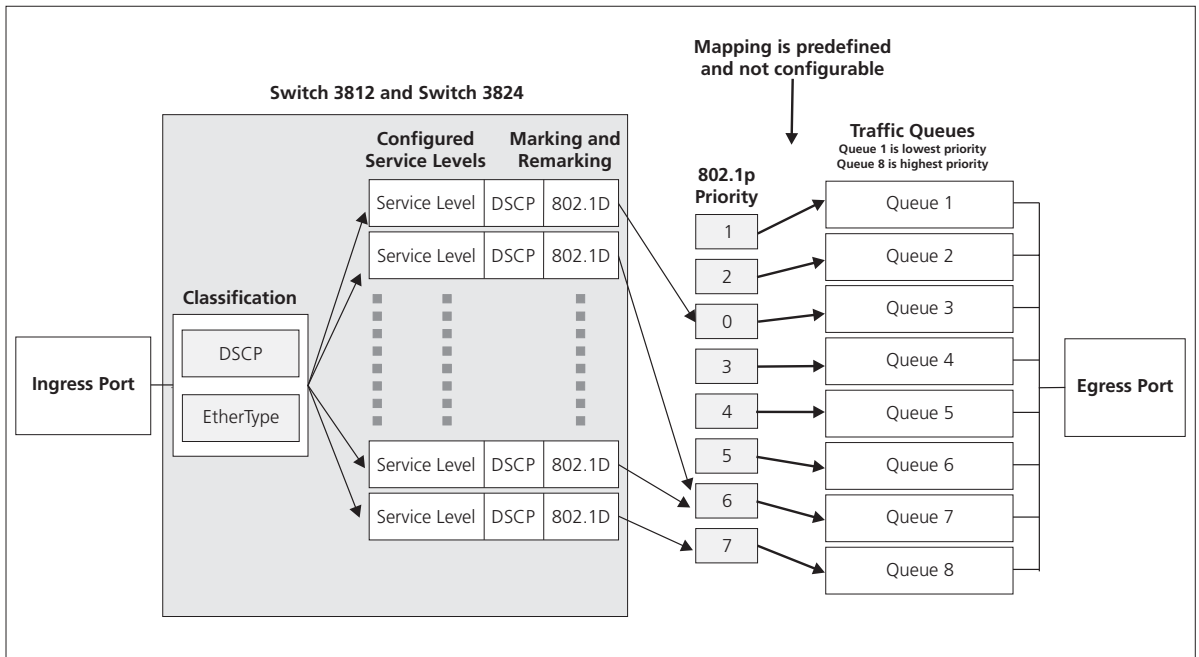 Mapping is predefined
and not configurable
Switch 3812 and Switch 3824
Configured
Service Levels
Marking and
Remarking
Traffic Queues
Queue 1 is lowest priority
Queue 8 is highest priority
802.1p
Priority
Service Level DSCP 802.1D
Service Level DSCP 802.1D
Classification
DSCP
EtherType
Ingress Port
Service Level DSCP 802.1D
Service Level DSCP 802.1D
1
2
0
3
4
5
6
7
Queue 1
Queue 2
Queue 3
Queue 4
Queue 5
Queue 6
Queue 7
Queue 8
Egress Port